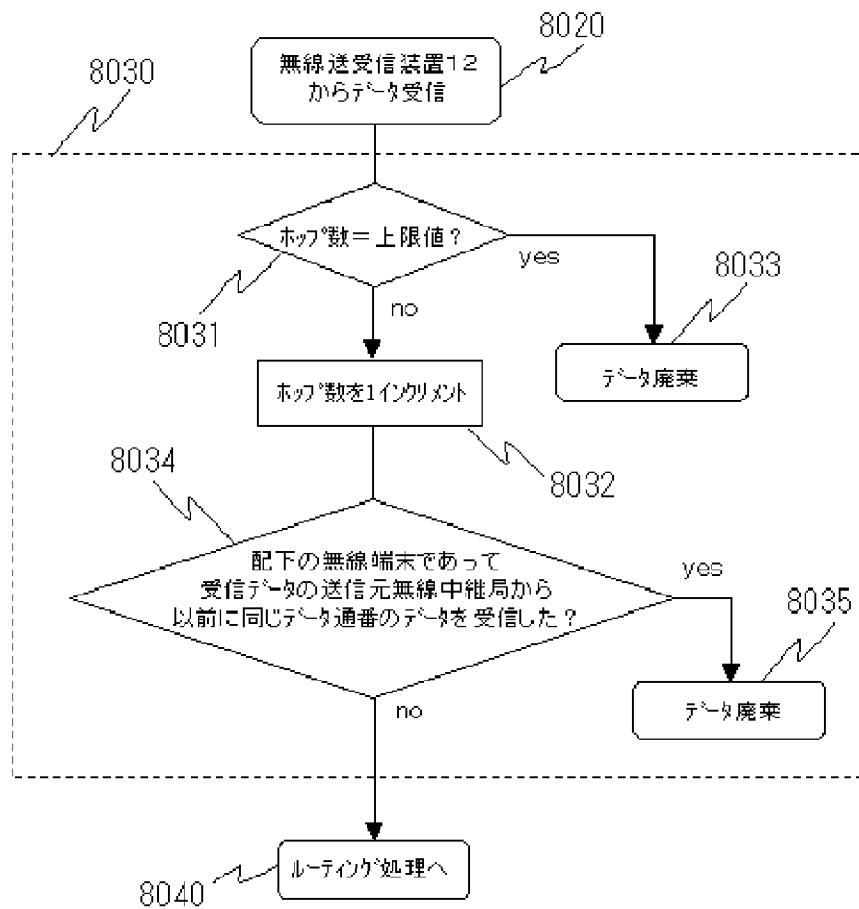 8020
無線送受信装置12
からデータ受信
8030
ホップ数=上限値?
yes
8031
no
8033
データ廃棄
ホップ数を1インクリメント
8032
8034
配下の無線端末であって
受信データの送信元無線中継局から
以前に同じデータ通番のデータを受信した?
yes
8035
データ廃棄
no
ルーティング処理へ
8040